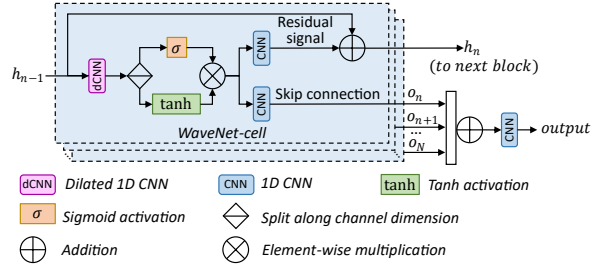 Residual
signal
h_{n-1}
dCNN
σ
tanh
CNN
h_n
(to next block)
CNN
Skip connection
o_n
WaveNet-cell
o_{n+1}
...
o_N
CNN
output
dCNN Dilated 1D CNN
CNN 1D CNN
tanh Tanh activation
σ Sigmoid activation
Split along channel dimension
Addition
Element-wise multiplication